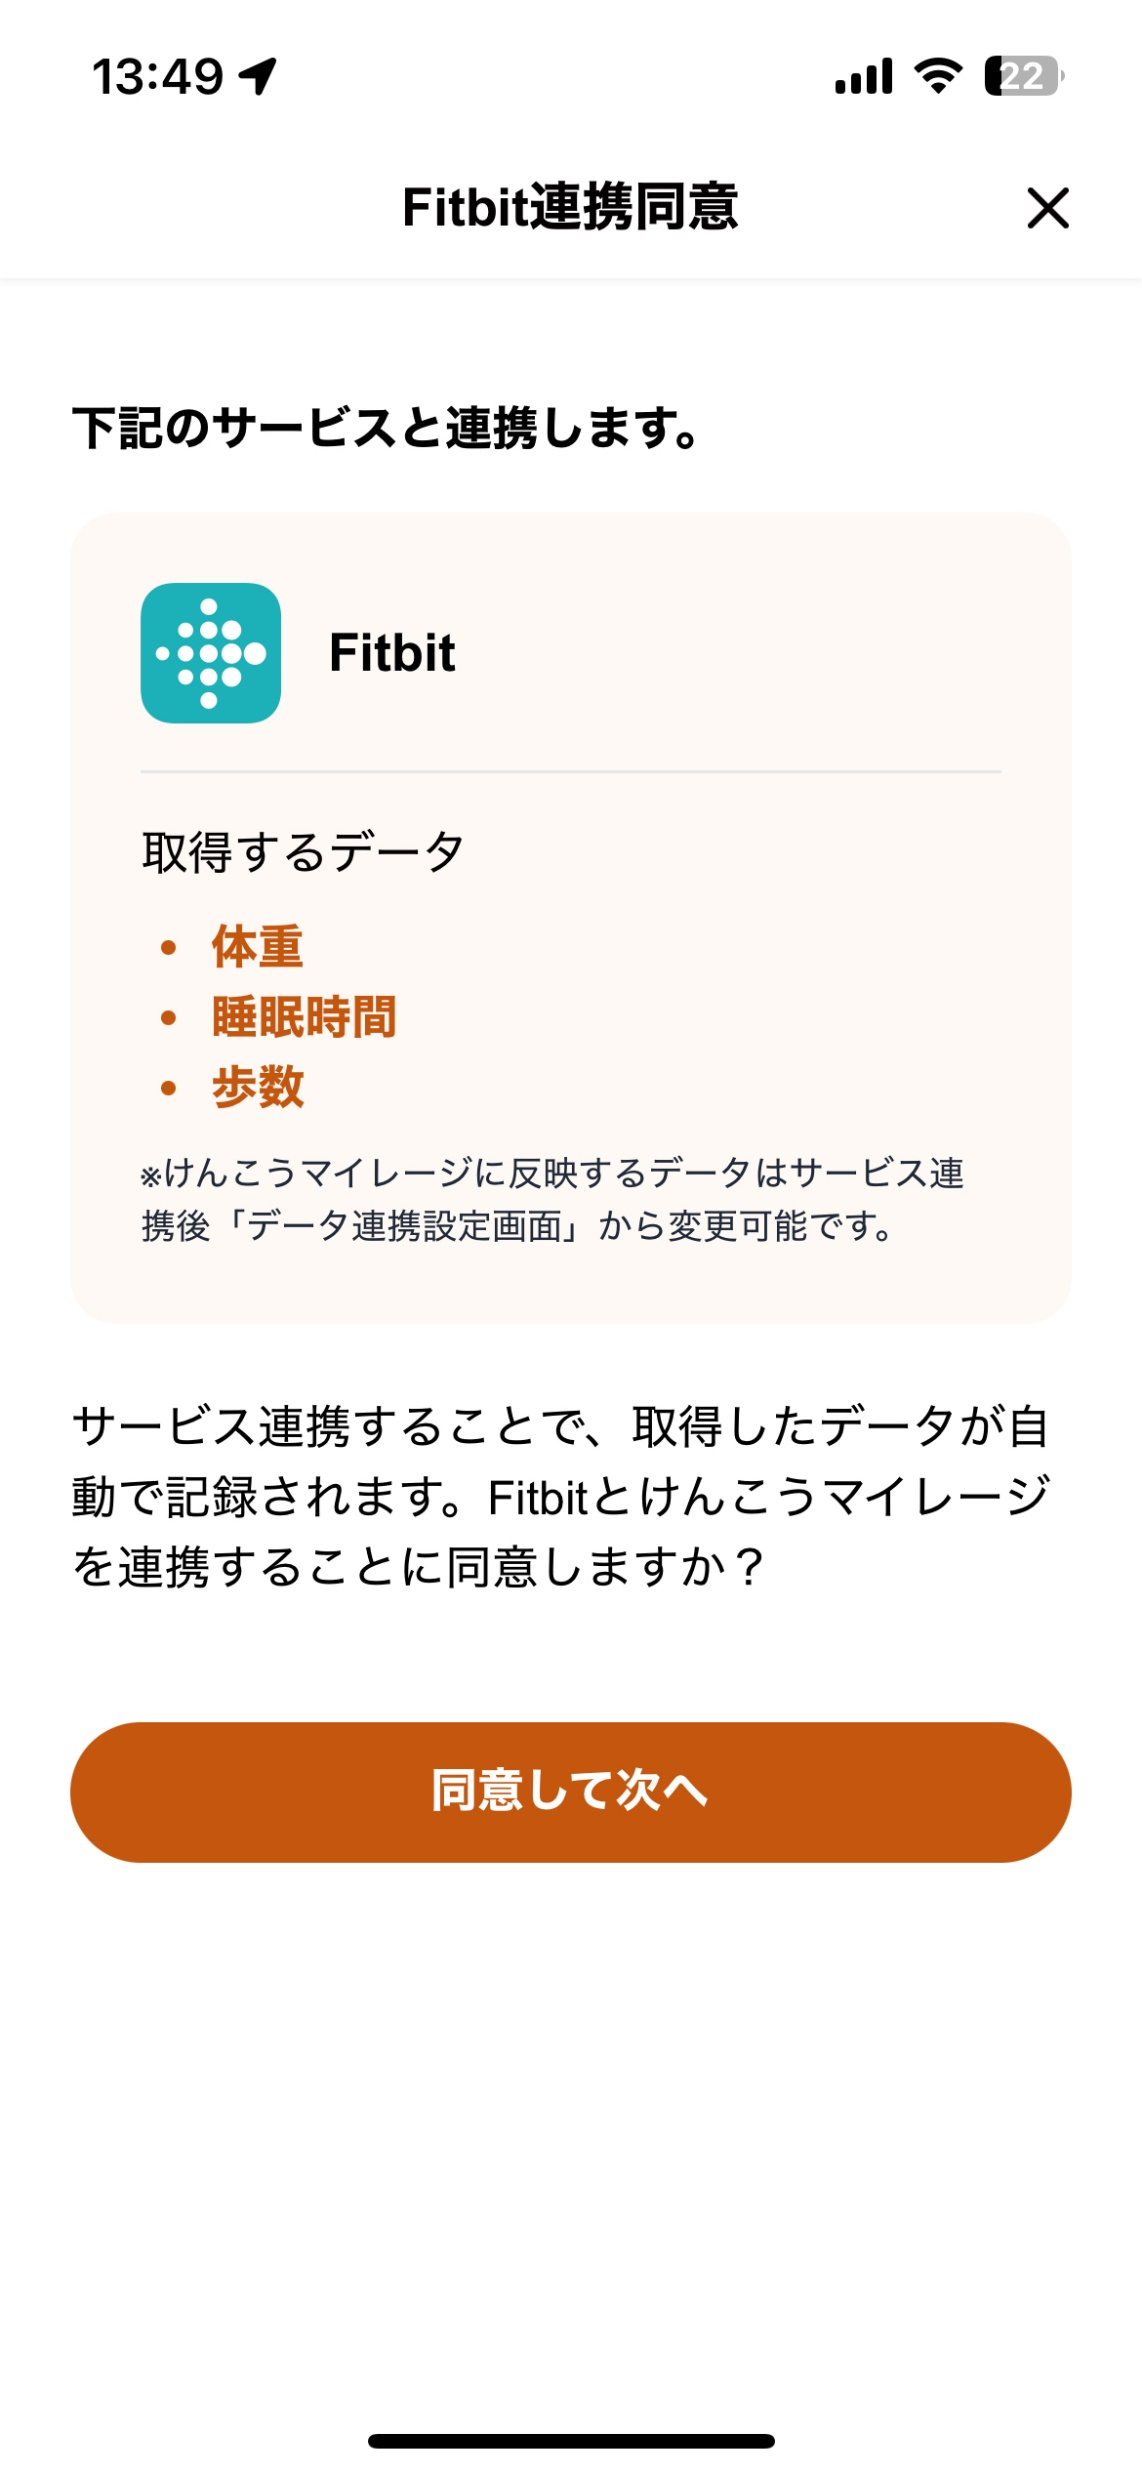 13:49
22
Fitbit連携同意
下記のサービスと連携します。
Fitbit
取得するデータ
• 体重
• 睡眠時間
• 歩数
※けんこうマイレージに反映するデータはサービス連
携後「データ連携設定画面」から変更可能です。
サービス連携することで、取得したデータが自
動で記録されます。Fitbitとけんこうマイレージ
を連携することに同意しますか？
同意して次へ